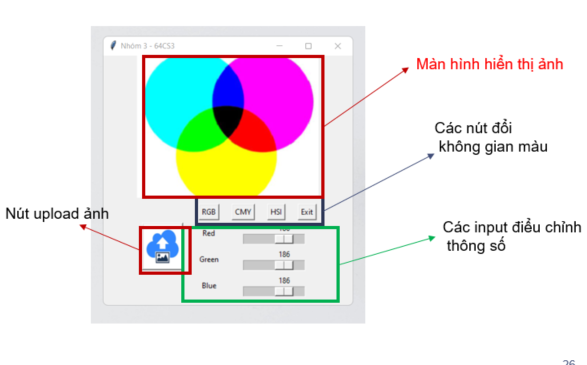 Nhóm 3 - 64CS3
Màn hình hiển thị ảnh
Các nút đổi
không gian màu
RGB CMY HSI Exit
Nút upload ảnh
Các input điều chỉnh
thông số
Red
186
Green
186
Blue
26